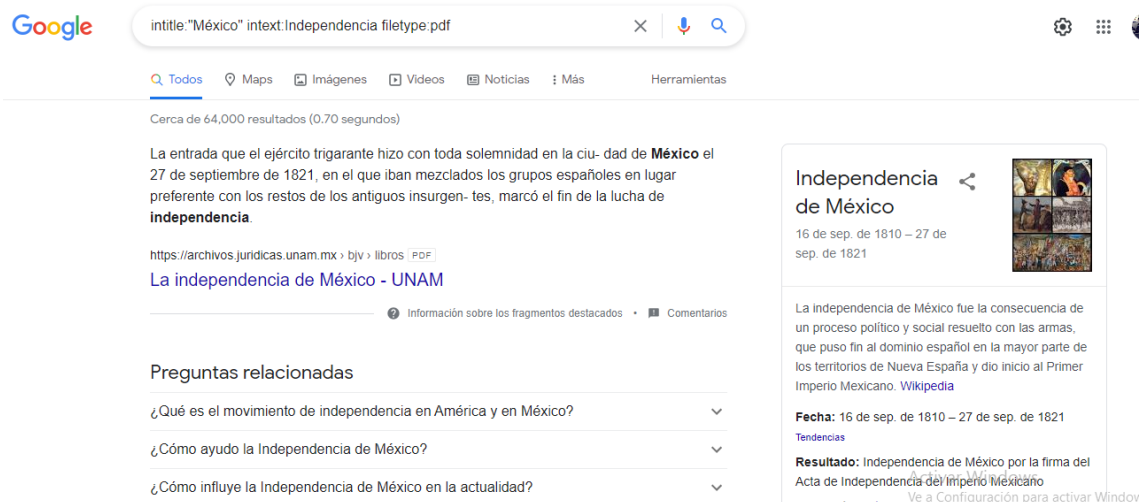 Google
intitle:"México" intext:Independencia filetype:pdf
Todos Maps Imágenes Videos Noticias Más Herramientas
Cerca de 64,000 resultados (0.70 segundos)
La entrada que el ejército trigarante hizo con toda solemnidad en la ciu- dad de México el
27 de septiembre de 1821, en el que iban mezclados los grupos españoles en lugar
preferente con los restos de los antiguos insurgen- tes, marcó el fin de la lucha de
independencia.
https://archivos.juridicas.unam.mx › bjv › libros PDF
La independencia de México - UNAM
Información sobre los fragmentos destacados • Comentarios
Preguntas relacionadas
¿Qué es el movimiento de independencia en América y en México?
¿Cómo ayudo la Independencia de México?
¿Cómo influye la Independencia de México en la actualidad?
Independencia
de México
16 de sep. de 1810 – 27 de
sep. de 1821
La independencia de México fue la consecuencia de
un proceso político y social resuelto con las armas,
que puso fin al dominio español en la mayor parte de
los territorios de Nueva España y dio inicio al Primer
Imperio Mexicano. Wikipedia
Fecha: 16 de sep. de 1810 – 27 de sep. de 1821
Tendencias
Resultado: Independencia de México por la firma del
Acta de Independencia del Imperio Mexicano
Activar Windows
Ve a Configuración para activar Window